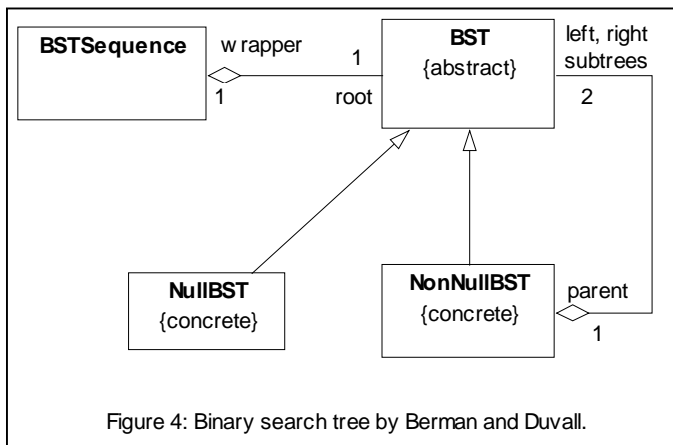 BSTSequence
wrapper
1
1
root
BST
{abstract}
left, right
subtrees
2
NullBST
{concrete}
NonNullBST
{concrete}
parent
1
Figure 4: Binary search tree by Berman and Duvall.